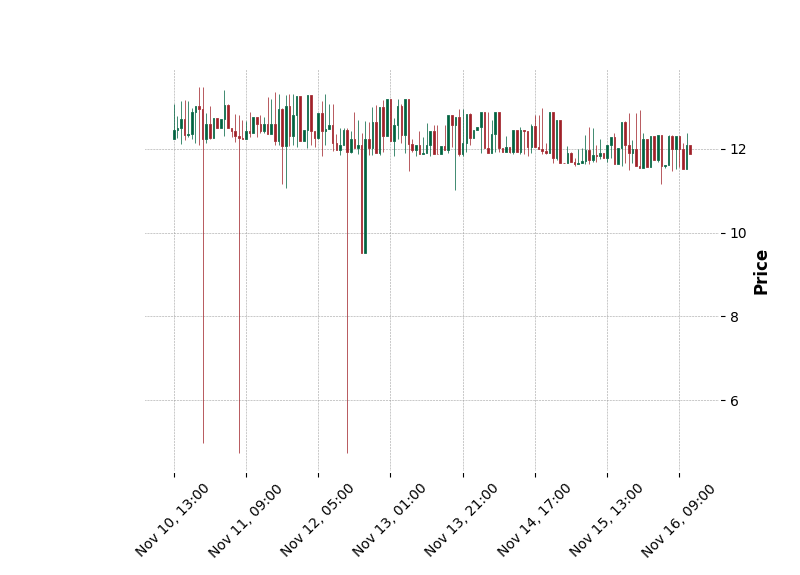 12
10
8
6
Price
Nov 10, 13:00
Nov 11, 09:00
Nov 12, 05:00
Nov 13, 01:00
Nov 13, 21:00
Nov 14, 17:00
Nov 15, 13:00
Nov 16, 09:00